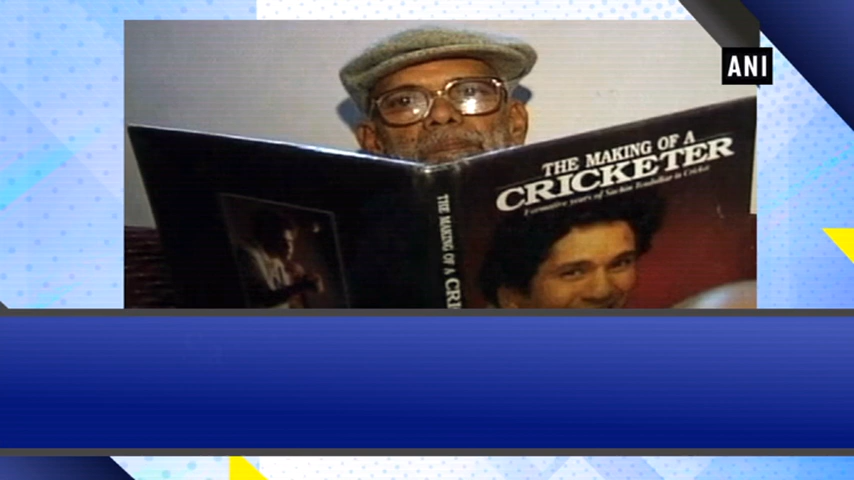 ANI
THE MAKING OF A
CRICKETER
Formative years of Sachin Tendulkar in Cricket
THE MAKING OF A CRI